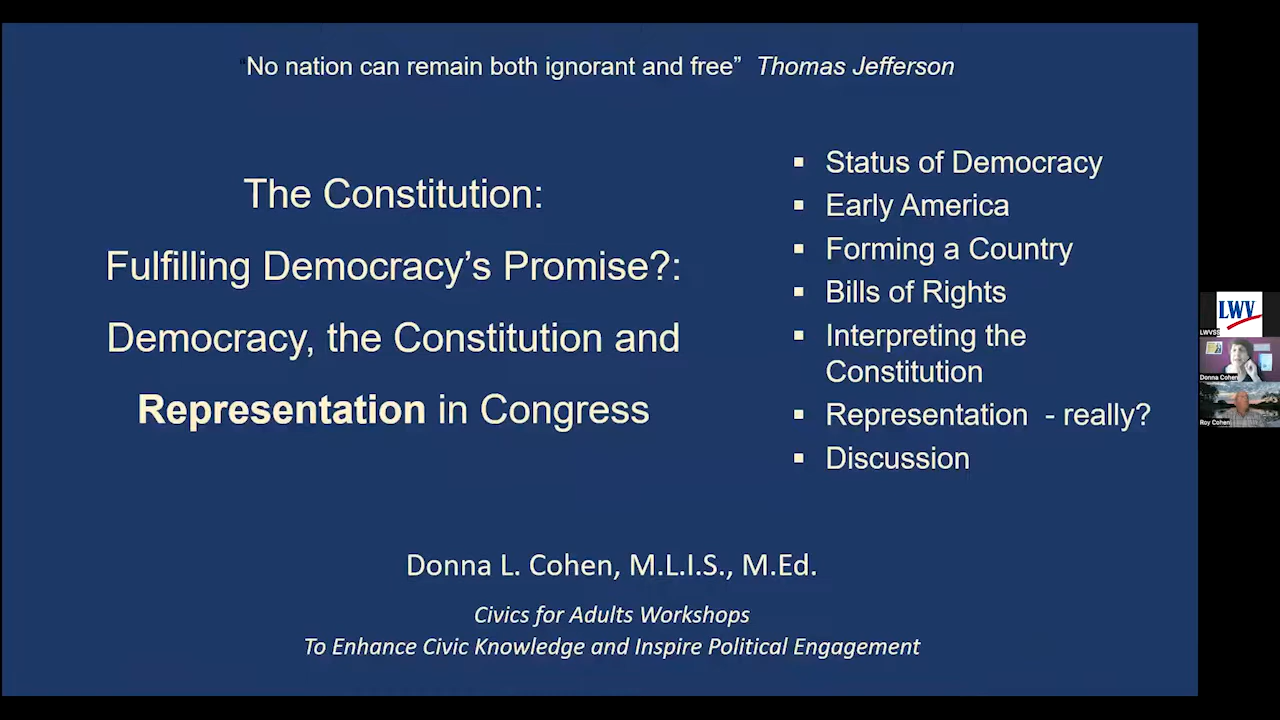 “No nation can remain both ignorant and free” Thomas Jefferson
The Constitution:
Fulfilling Democracy’s Promise?:
Democracy, the Constitution and
Representation in Congress
▪ Status of Democracy
▪ Early America
▪ Forming a Country
▪ Bills of Rights
▪ Interpreting the
Constitution
▪ Representation - really?
▪ Discussion
Donna L. Cohen, M.L.I.S., M.Ed.
Civics for Adults Workshops
To Enhance Civic Knowledge and Inspire Political Engagement
LWV
LWVSS
Donna Cohen
Roy Cohen